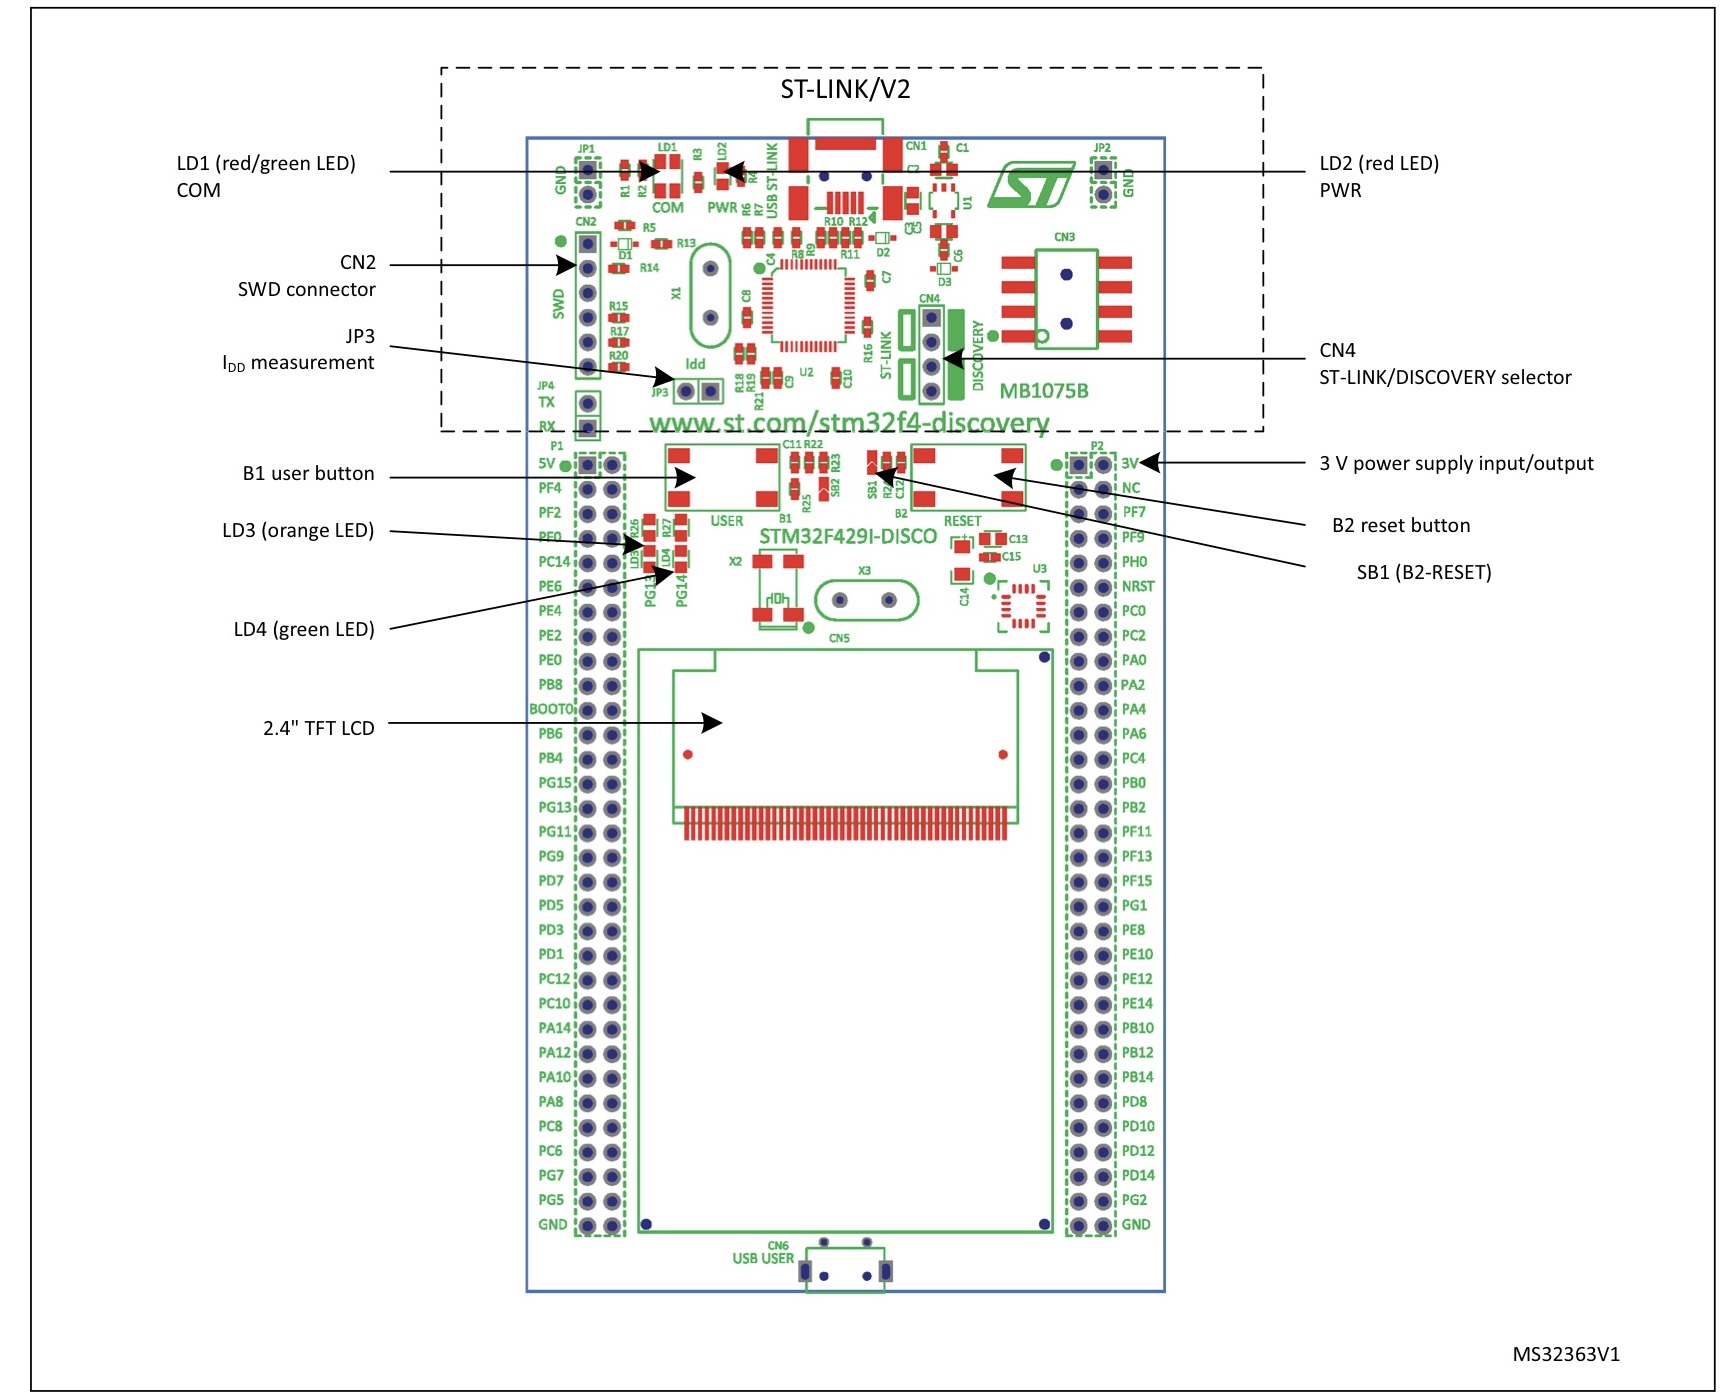 ST-LINK/V2
LD1 (red/green LED)
COM
LD2 (red LED)
PWR
CN2
SWD connector
JP3
IDD measurement
CN4
ST-LINK/DISCOVERY selector
B1 user button
3 V power supply input/output
LD3 (orange LED)
B2 reset button
SB1 (B2-RESET)
LD4 (green LED)
2.4" TFT LCD
JP1
GND
R1
R2
LD1
COM
R3
LD2
R4
PWR
USB ST-LINK
CN1
C1
C2
U1
ST
JP2
GND
CN2
R5
D1
R13
R14
R6
R7
C4
R8
R9
R10
R12
R11
D2
C3
C5
C6
D3
CN3
SWD
X1
C8
C7
CN4
R15
R17
R20
R16
ST-LINK
DISCOVERY
Idd
JP3
R18
R19
R21
C9
U2
C10
MB1075B
JP4
TX
RX
www.st.com/stm32f4-discovery
P1
C11
R22
R23
R25
SB2
SB1
C12
P2
USER
B1
B2
RESET
STM32F429I-DISCO
R26
R27
LD3
LD4
PG13
PG14
X2
X3
C13
C15
C14
U3
CN5
5V
PF4
PF2
PF0
PC14
PE6
PE4
PE2
PE0
PB8
BOOT0
PB6
PB4
PG15
PG13
PG11
PG9
PD7
PD5
PD3
PD1
PC12
PC10
PA14
PA12
PA10
PA8
PC8
PC6
PG7
PG5
GND
3V
NC
PF7
PF9
PH0
NRST
PC0
PC2
PA0
PA2
PA4
PA6
PC4
PB0
PB2
PF11
PF13
PF15
PG1
PE8
PE10
PE12
PE14
PB10
PB12
PB14
PD8
PD10
PD12
PD14
PG2
GND
CN6
USB USER
MS32363V1